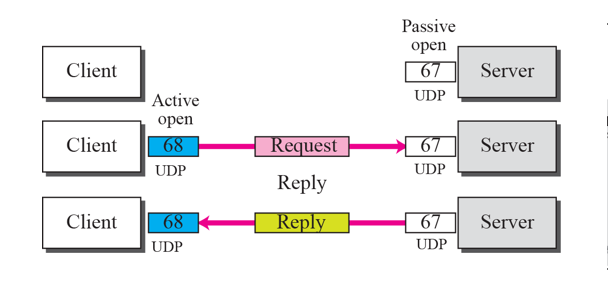 Passive
open
Client
67
Server
UDP
Active
open
Client
68
Request
67
Server
UDP
UDP
Reply
Client
68
Reply
67
Server
UDP
UDP